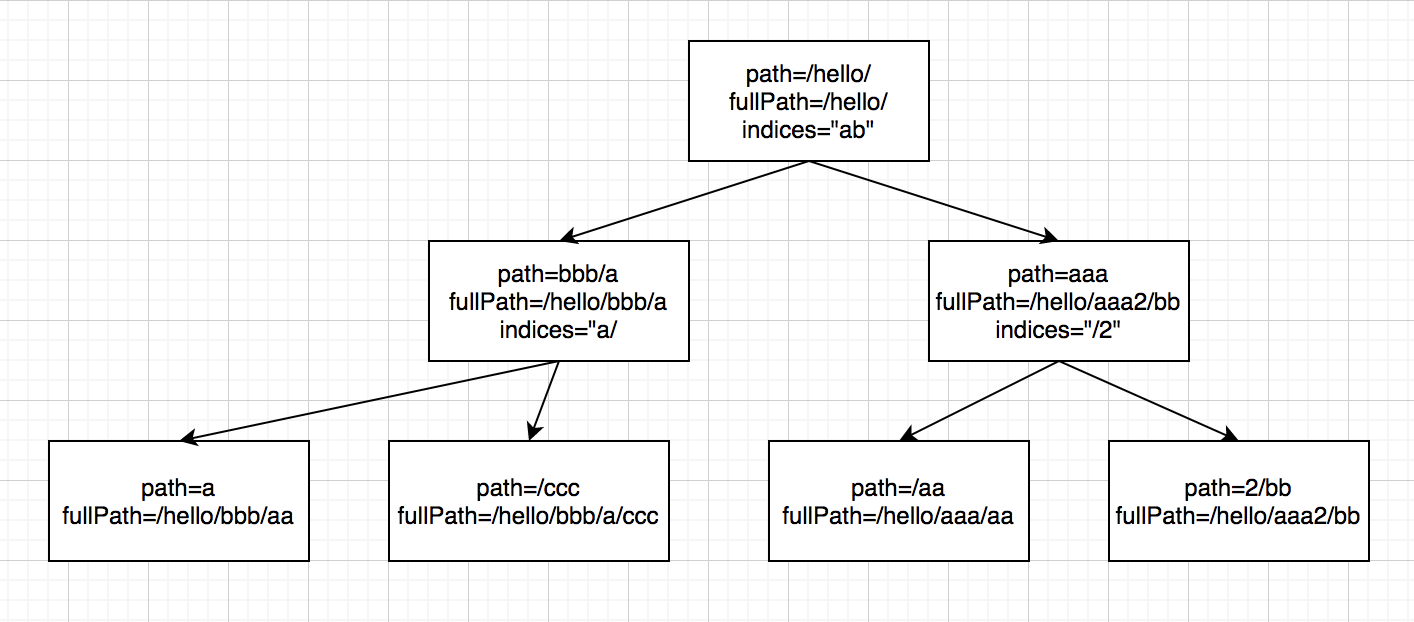 path=/hello/
fullPath=/hello/
indices="ab"
path=bbb/a
fullPath=/hello/bbb/a
indices="a/
path=aaa
fullPath=/hello/aaa2/bb
indices="/2"
path=a
fullPath=/hello/bbb/aa
path=/ccc
fullPath=/hello/bbb/a/ccc
path=/aa
fullPath=/hello/aaa/aa
path=2/bb
fullPath=/hello/aaa2/bb